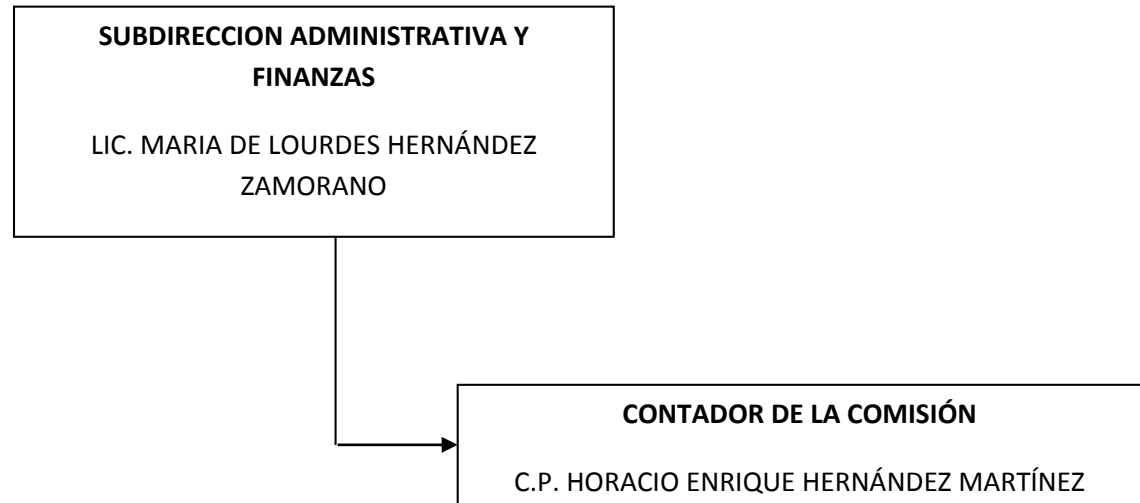 SUBDIRECCION ADMINISTRATIVA Y
FINANZAS
LIC. MARIA DE LOURDES HERNÁNDEZ
ZAMORANO
CONTADOR DE LA COMISIÓN
C.P. HORACIO ENRIQUE HERNÁNDEZ MARTÍNEZ